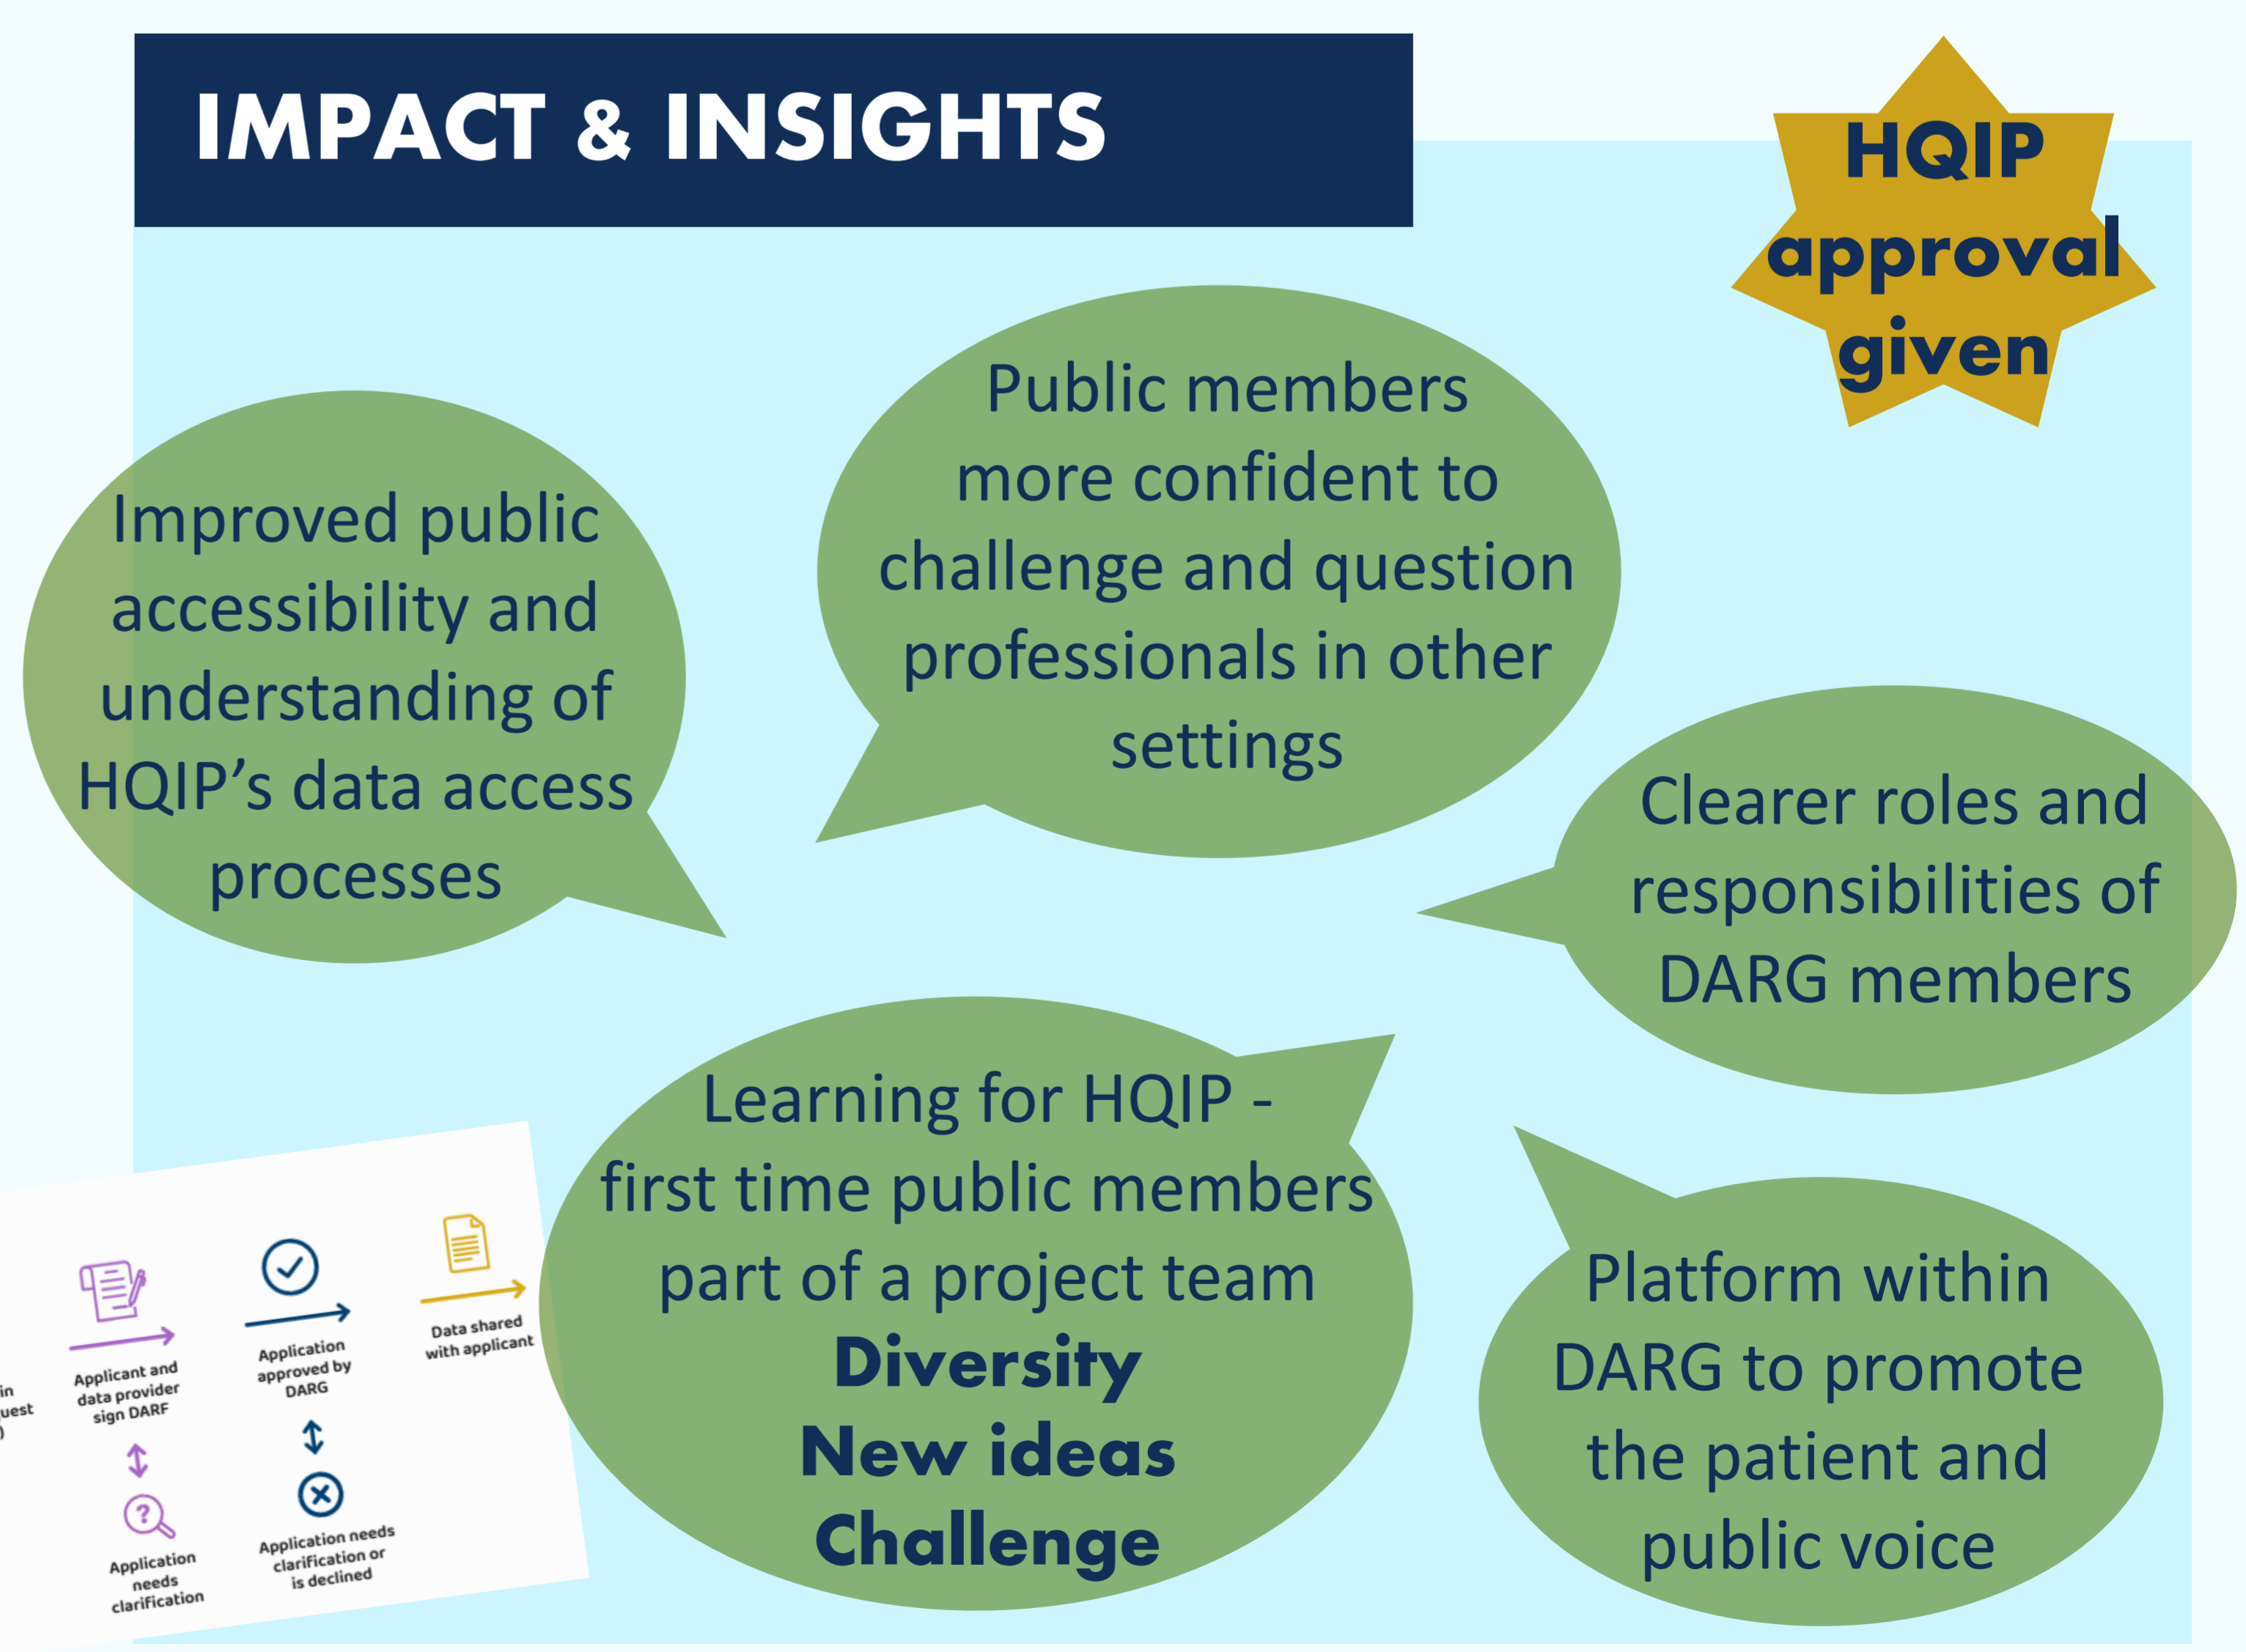 IMPACT & INSIGHTS
HQIP
approval
given
Improved public
accessibility and
understanding of
HQIP’s data access
processes
Public members
more confident to
challenge and question
professionals in other
settings
Clearer roles and
responsibilities of
DARG members
Learning for HQIP -
first time public members
part of a project team
Diversity
New ideas
Challenge
Platform within
DARG to promote
the patient and
public voice
in
uest
)
Applicant and
data provider
sign DARF
?
Application
needs
clarification
Application
approved by
DARG
Application needs
clarification or
is declined
Data shared
with applicant